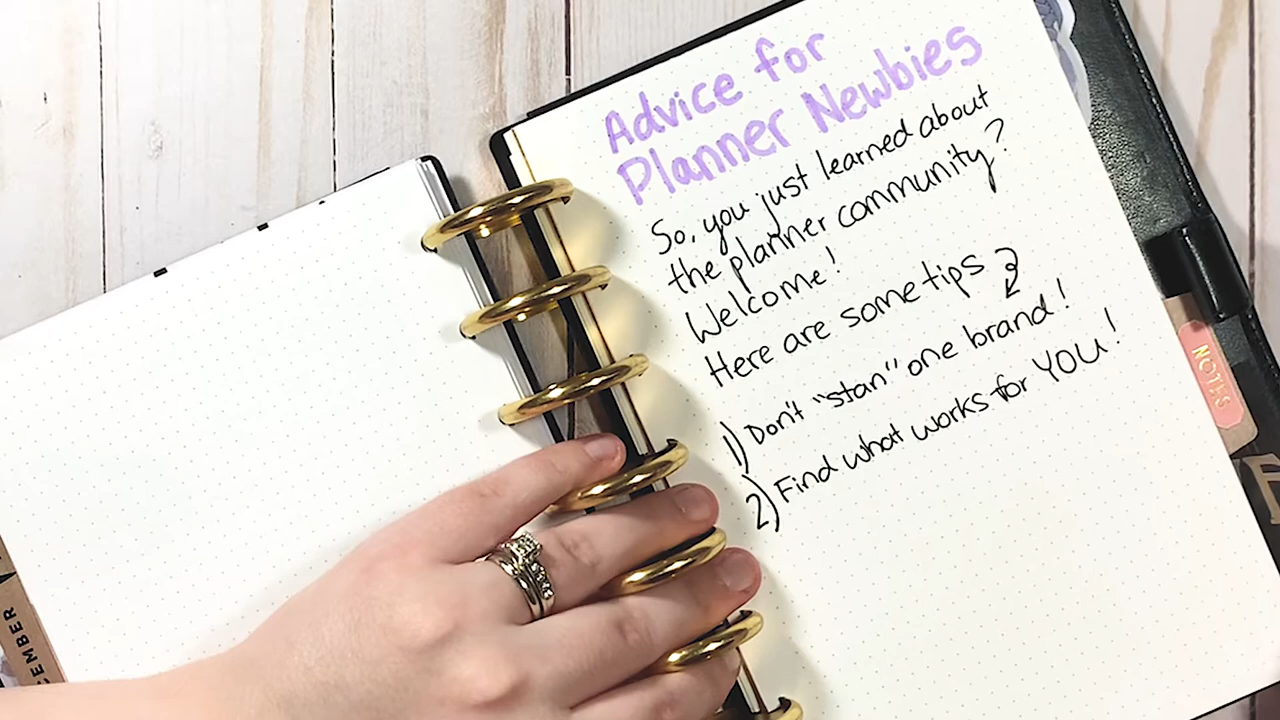 Advice for
Planner Newbies
So, you just learned about
the planner community?
Welcome!
Here are some tips
1) Don't "stan" one brand!
2) Find what works for YOU!
NOTES
EMBER